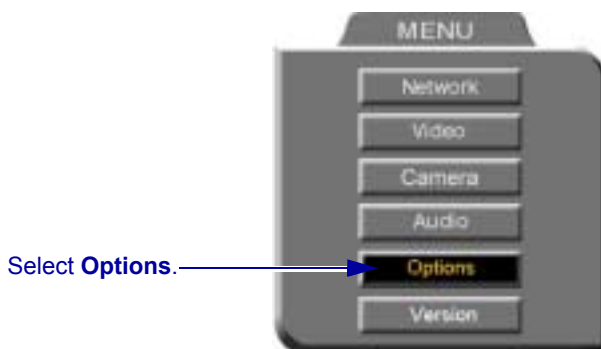 MENU
Network
Video
Camera
Audio
Select Options.
Options
Version